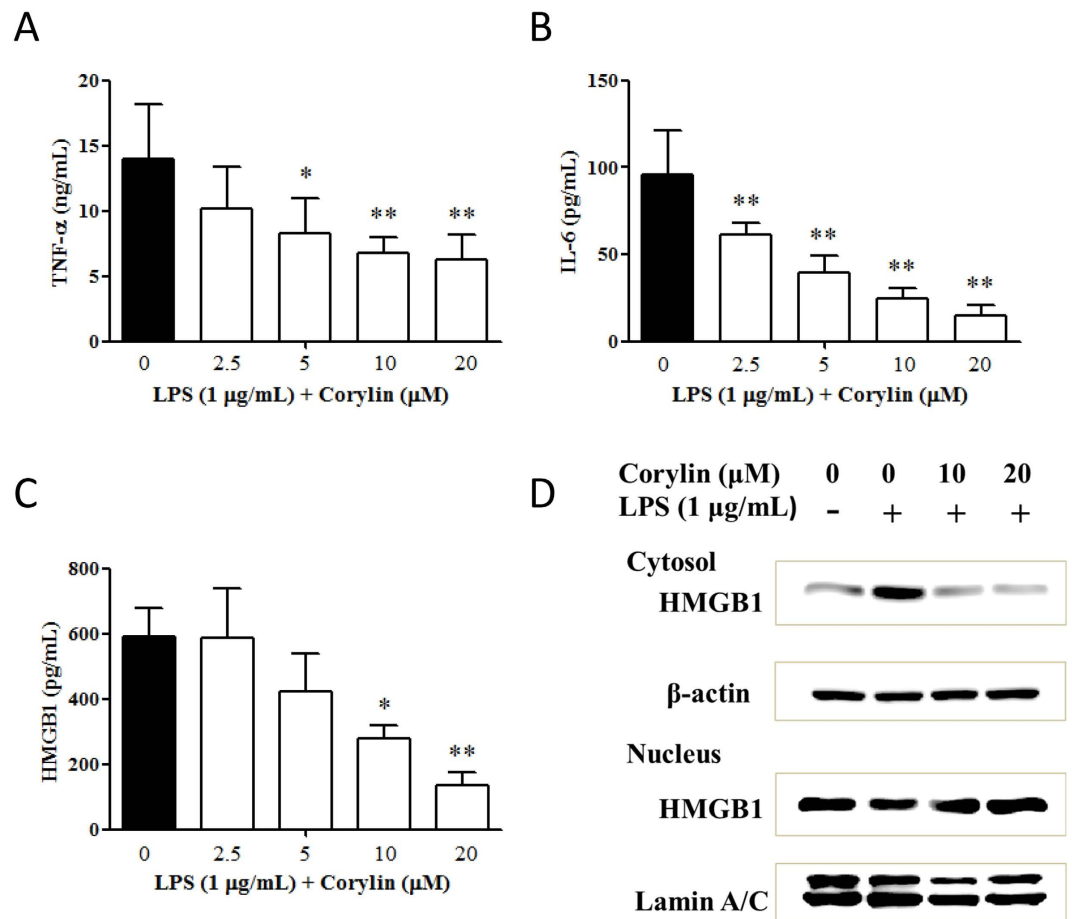 A
TNF-α (ng/mL)
20
15
10
5
0
*
**
**
0 2.5 5 10 20
LPS (1 μg/mL) + Corylin (μM)
B
IL-6 (pg/mL)
150
100
50
0
**
**
**
**
0 2.5 5 10 20
LPS (1 μg/mL) + Corylin (μM)
C
HMGB1 (pg/mL)
800
600
400
200
0
*
**
0 2.5 5 10 20
LPS (1 μg/mL) + Corylin (μM)
D
Corylin (μM) 0 0 10 20
LPS (1 μg/mL) - + + +
Cytosol
HMGB1
β-actin
Nucleus
HMGB1
Lamin A/C